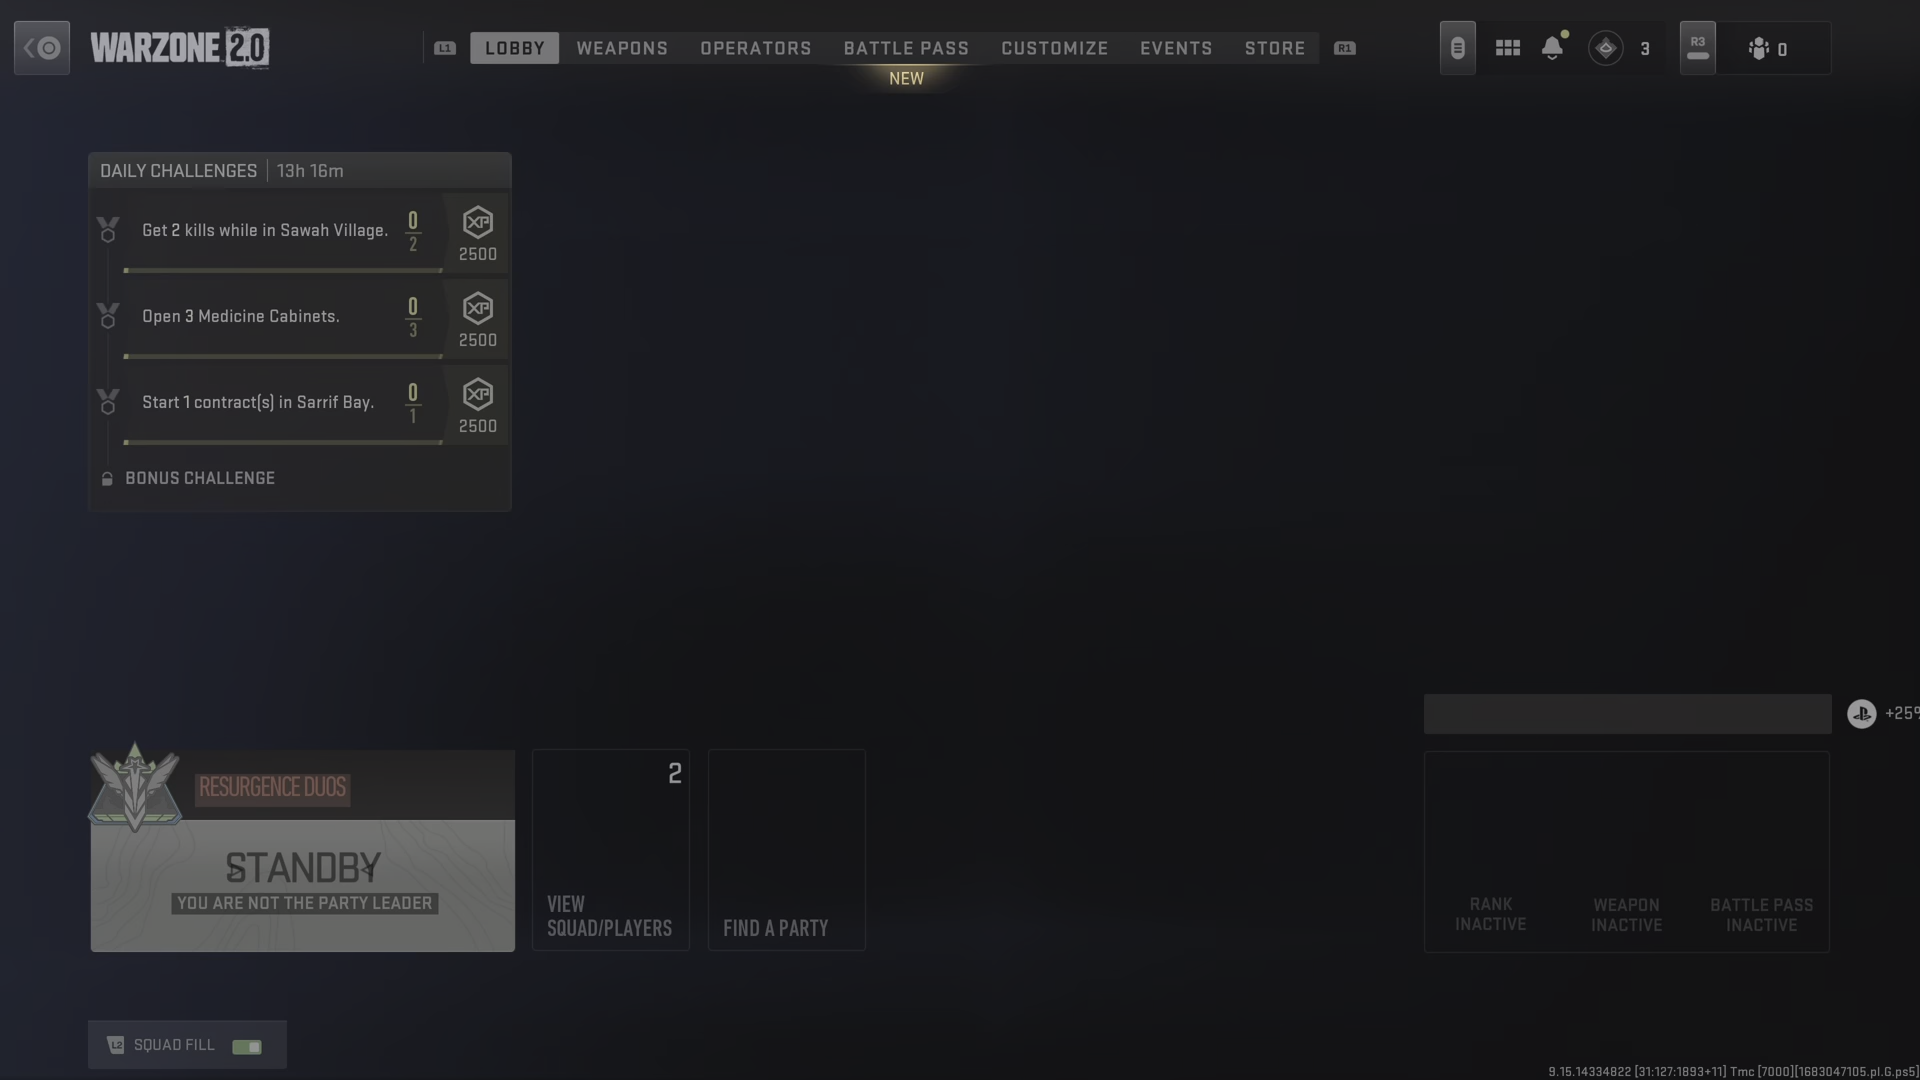 WARZONE 2.0
L1 LOBBY WEAPONS OPERATORS BATTLE PASS CUSTOMIZE EVENTS STORE R1
NEW
3
R3
0
DAILY CHALLENGES | 13h 16m
Get 2 kills while in Sawah Village.
0
2
XP
2500
Open 3 Medicine Cabinets.
0
3
XP
2500
Start 1 contract(s) in Sarrif Bay.
0
1
XP
2500
BONUS CHALLENGE
+25%
RESURGENCE DUOS
STANDBY
YOU ARE NOT THE PARTY LEADER
2
VIEW
SQUAD/PLAYERS
FIND A PARTY
RANK
INACTIVE
WEAPON
INACTIVE
BATTLE PASS
INACTIVE
L2 SQUAD FILL
9.15.14334822 [31:127:1893+11] Tmc [7000][1683047105.pl.G.ps5]